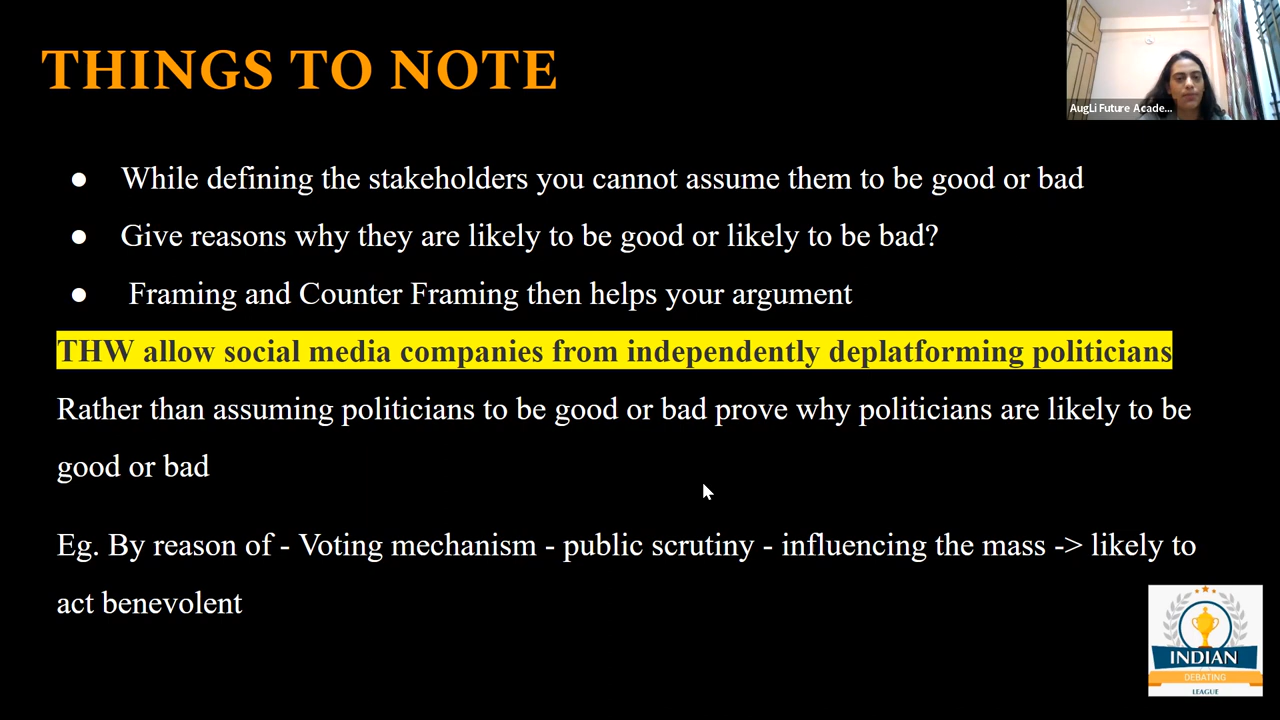 THINGS TO NOTE
AugLi Future Acade...
● While defining the stakeholders you cannot assume them to be good or bad
● Give reasons why they are likely to be good or likely to be bad?
● Framing and Counter Framing then helps your argument
THW allow social media companies from independently deplatforming politicians
Rather than assuming politicians to be good or bad prove why politicians are likely to be
good or bad
Eg. By reason of - Voting mechanism - public scrutiny - influencing the mass -> likely to
act benevolent
INDIAN
DEBATING
LEAGUE